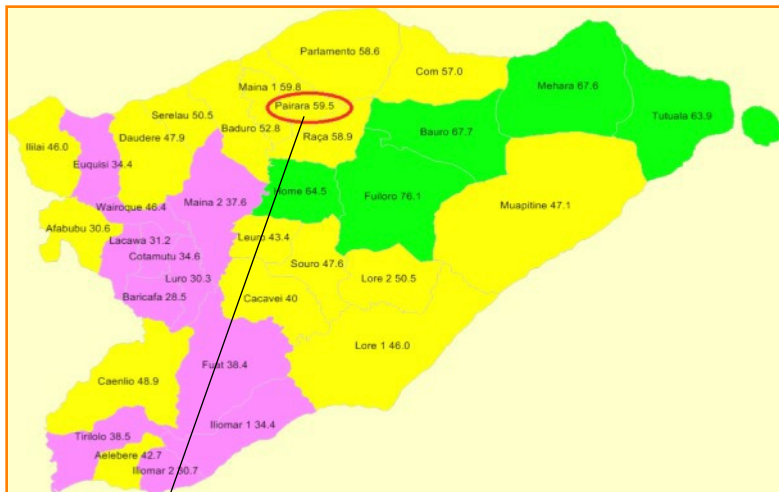 Parlamento 58.6
Com 57.0
Mehara 67.6
Maina 1 59.8
Pairara 59.5
Tutuala 63.9
Serelau 50.5
Baduro 52.8
Raça 58.9
Bauro 67.7
Daudere 47.9
Ililai 46.0
Euquisi 34.4
Home 64.5
Fuiloro 76.1
Maina 2 37.6
Muapitine 47.1
Wairoque 46.4
Afabubu 30.6
Leuro 43.4
Lacawa 31.2
Cotamutu 34.6
Souro 47.6
Luro 30.3
Lore 2 50.5
Baricafa 28.5
Cacavei 40
Lore 1 46.0
Fuat 38.4
Caenlio 48.9
Iliomar 1 34.4
Tirilolo 38.5
Aelebere 42.7
Iliomar 2 30.7